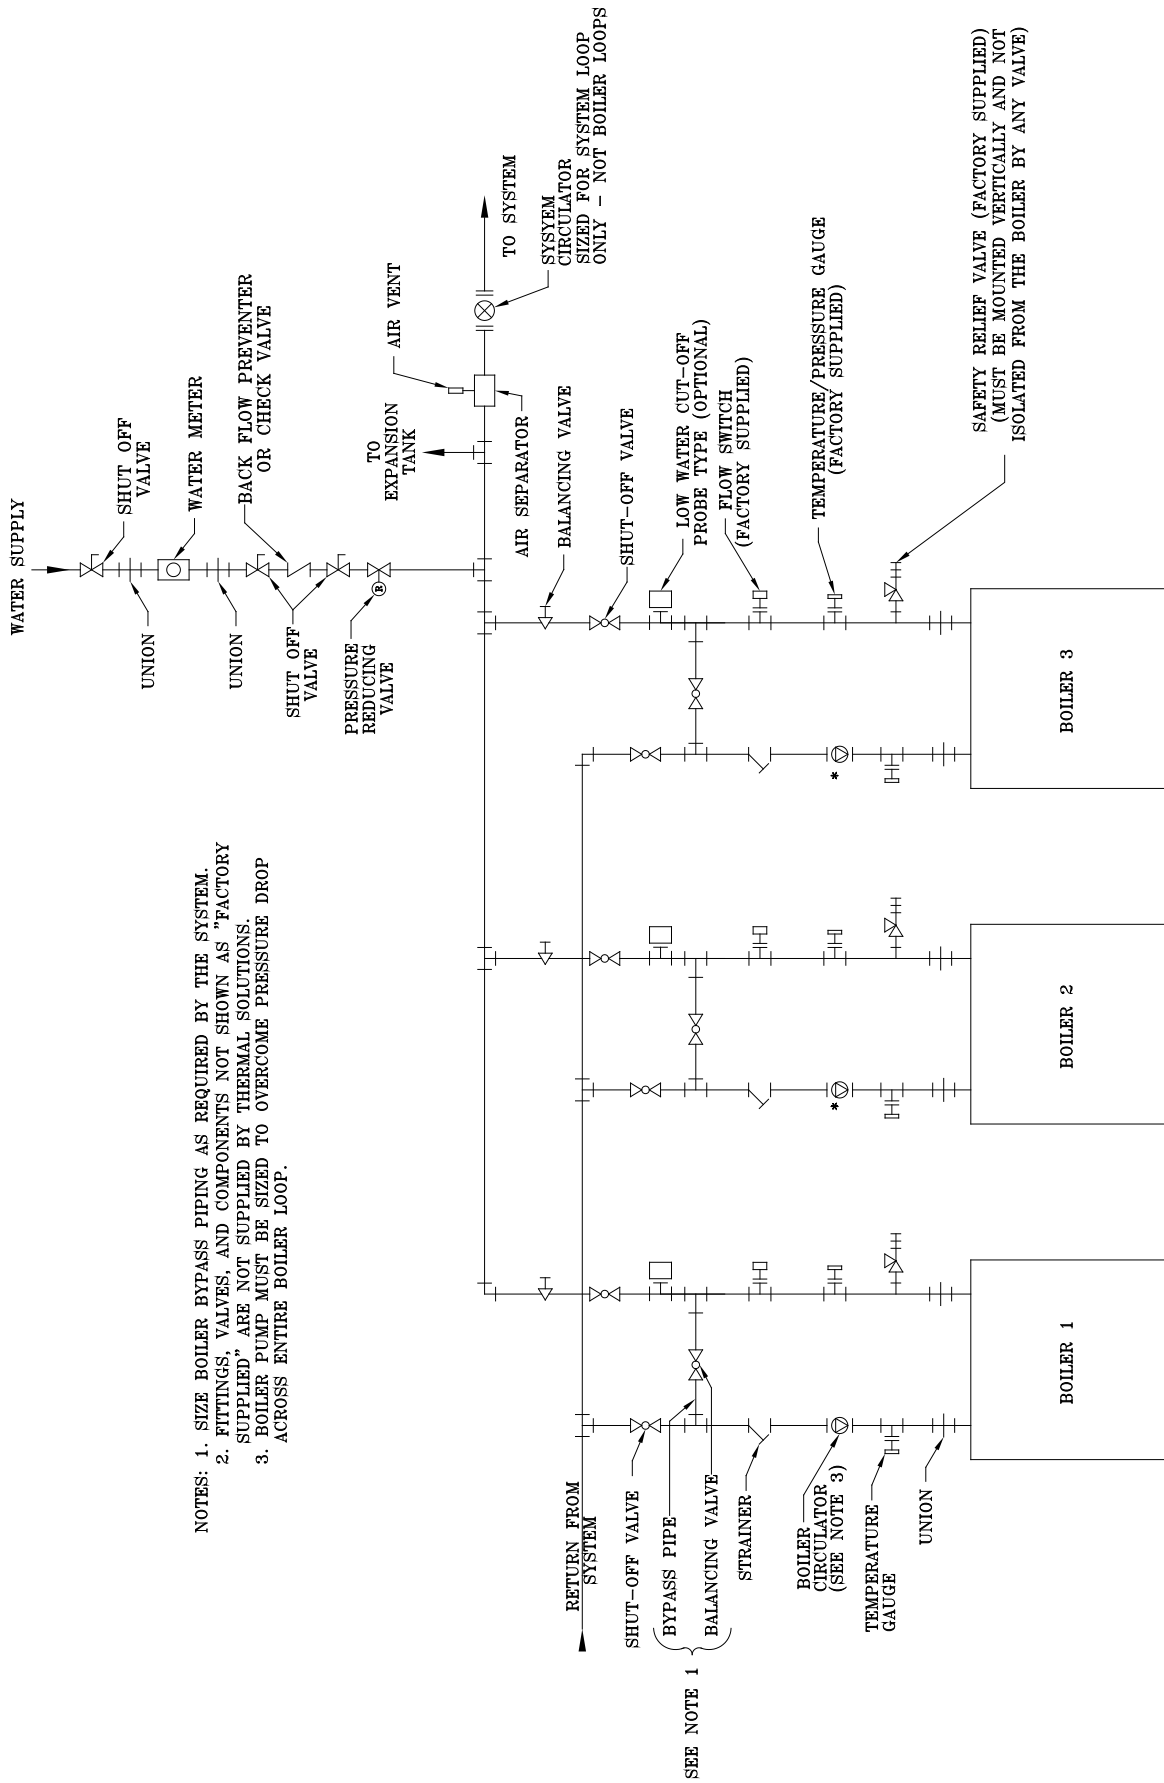 NOTES: 1. SIZE BOILER BYPASS PIPING AS REQUIRED BY THE SYSTEM.
2. FITTINGS, VALVES, AND COMPONENTS NOT SHOWN AS "FACTORY
SUPPLIED" ARE NOT SUPPLIED BY THERMAL SOLUTIONS.
3. BOILER PUMP MUST BE SIZED TO OVERCOME PRESSURE DROP
ACROSS ENTIRE BOILER LOOP.
WATER SUPPLY
SHUT OFF
VALVE
UNION
WATER METER
UNION
BACK FLOW PREVENTER
OR CHECK VALVE
SHUT OFF
VALVE
PRESSURE
REDUCING
VALVE
R
TO
EXPANSION
TANK
AIR VENT
AIR SEPARATOR
TO SYSTEM
SYSYEM
CIRCULATOR
SIZED FOR SYSTEM LOOP
ONLY - NOT BOILER LOOPS
BALANCING VALVE
SHUT-OFF VALVE
LOW WATER CUT-OFF
PROBE TYPE (OPTIONAL)
FLOW SWITCH
(FACTORY SUPPLIED)
TEMPERATURE/PRESSURE GAUGE
(FACTORY SUPPLIED)
SAFETY RELIEF VALVE (FACTORY SUPPLIED)
(MUST BE MOUNTED VERTICALLY AND NOT
ISOLATED FROM THE BOILER BY ANY VALVE)
RETURN FROM
SYSTEM
SHUT-OFF VALVE
BYPASS PIPE
BALANCING VALVE
SEE NOTE 1
STRAINER
BOILER
CIRCULATOR
(SEE NOTE 3)
TEMPERATURE
GAUGE
UNION
*
*
BOILER 1
BOILER 2
BOILER 3